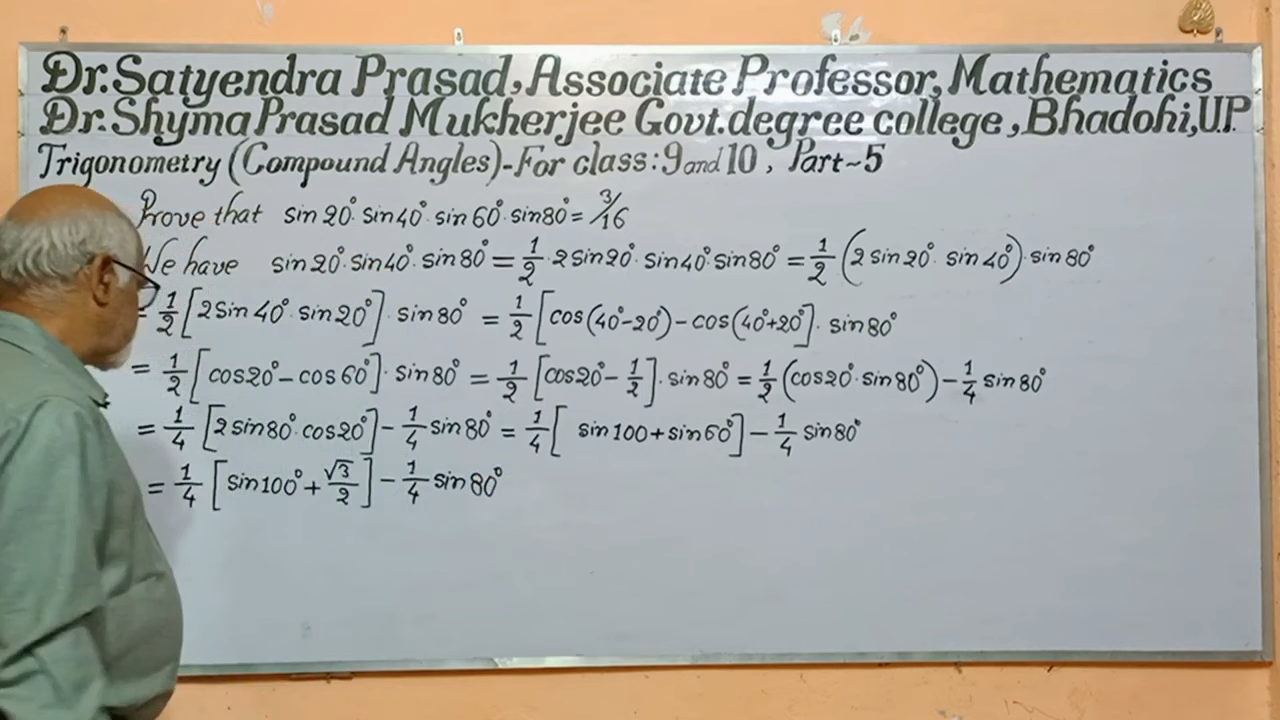 Dr. Satyendra Prasad, Associate Professor, Mathematics
Dr. Shyma Prasad Mukherjee Govt. degree college, Bhadohi, U.P
Trigonometry (Compound Angles) - For class: 9 and 10, Part-5
Prove that sin 20°. sin 40°. sin 60°. sin 80° = 3/16
We have sin 20°. sin 40°. sin 80° = 1/2 · 2 sin 20°. sin 40°. sin 80° = 1/2 (2 sin 20°. sin 40°). sin 80°
= 1/2 [2 sin 40°. sin 20°]. sin 80° = 1/2 [cos(40°-20°) - cos(40°+20°]. sin 80°
= 1/2 [cos 20° - cos 60°]. sin 80° = 1/2 [cos 20° - 1/2]. sin 80° = 1/2 (cos 20°. sin 80°) - 1/4 sin 80°
= 1/4 [2 sin 80°. cos 20°] - 1/4 sin 80° = 1/4 [ sin 100 + sin 60°] - 1/4 sin 80°
= 1/4 [sin 100° + √3/2] - 1/4 sin 80°